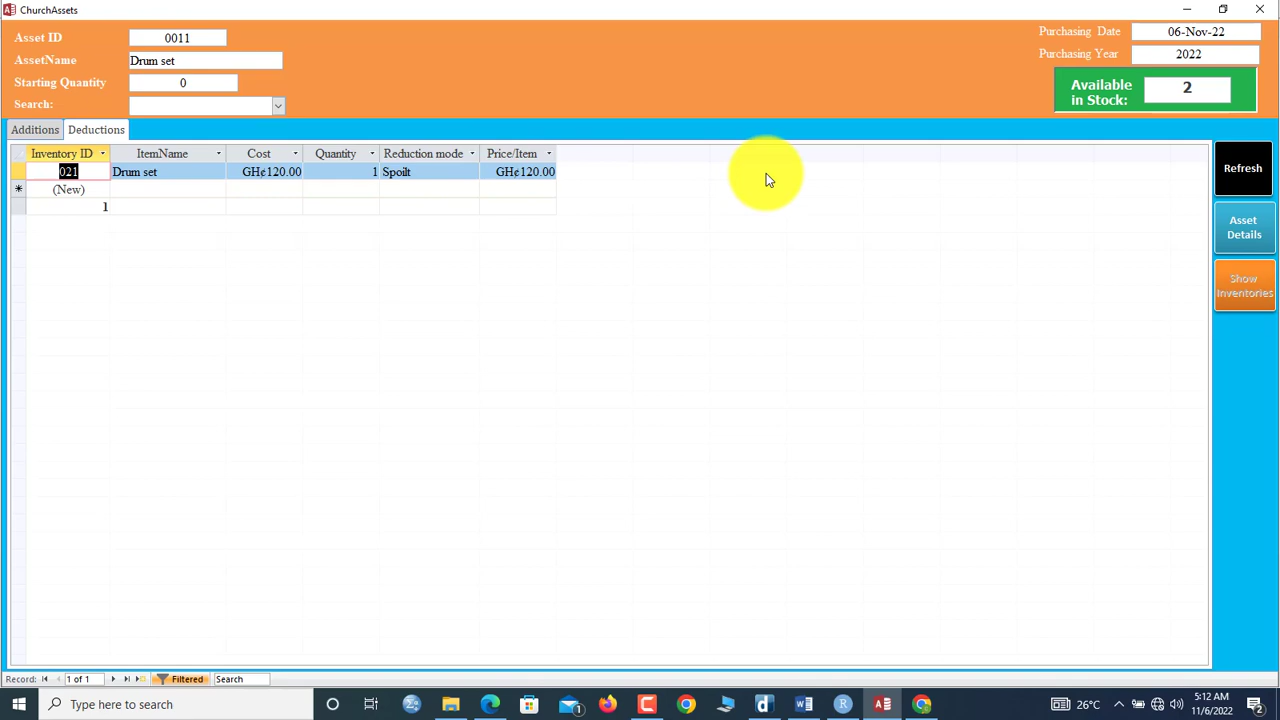 ChurchAssets
Asset ID 0011
AssetName Drum set
Starting Quantity 0
Search:
Purchasing Date 06-Nov-22
Purchasing Year 2022
Available in Stock: 2
Additions Deductions
Inventory ID ItemName Cost Quantity Reduction mode Price/Item
021 Drum set GH¢120.00 1 Spoilt GH¢120.00
(New)
1
Refresh
Asset
Details
Show
Inventories
Record: 1 of 1 Filtered Search
Type here to search
1
26°C
5:12 AM
11/6/2022
2